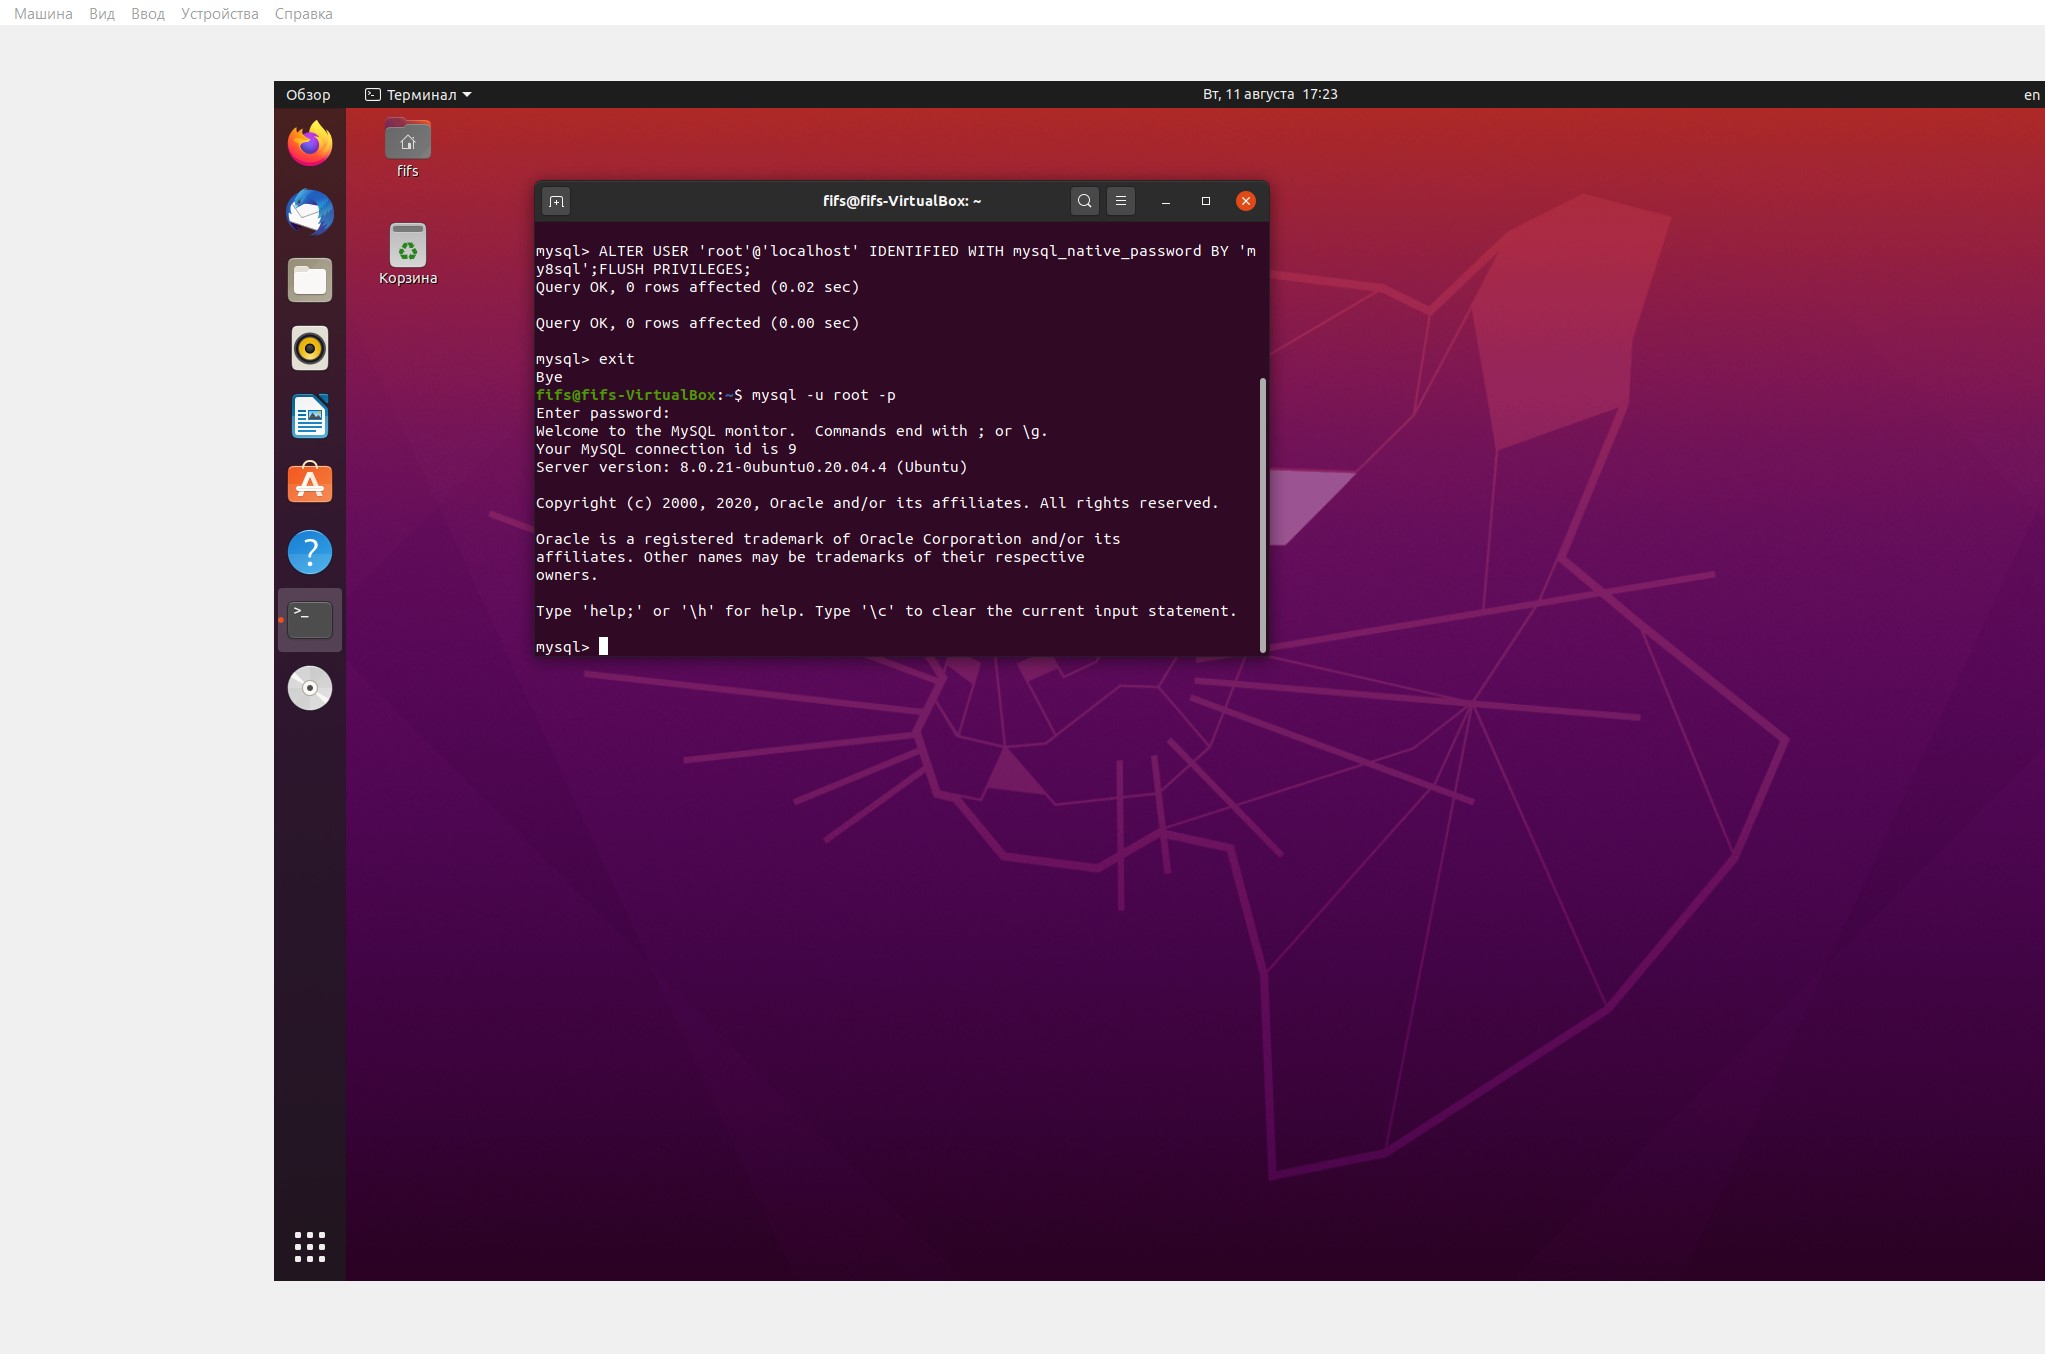 Машина Вид Ввод Устройства Справка
Обзор Терминал Вт, 11 августа 17:23 en
fifs
Корзина
fifs@fifs-VirtualBox: ~
mysql> ALTER USER 'root'@'localhost' IDENTIFIED WITH mysql_native_password BY 'm
y8sql';FLUSH PRIVILEGES;
Query OK, 0 rows affected (0.02 sec)
Query OK, 0 rows affected (0.00 sec)
mysql> exit
Bye
fifs@fifs-VirtualBox:~$ mysql -u root -p
Enter password:
Welcome to the MySQL monitor.  Commands end with ; or \g.
Your MySQL connection id is 9
Server version: 8.0.21-0ubuntu0.20.04.4 (Ubuntu)
Copyright (c) 2000, 2020, Oracle and/or its affiliates. All rights reserved.
Oracle is a registered trademark of Oracle Corporation and/or its
affiliates. Other names may be trademarks of their respective
owners.
Type 'help;' or '\h' for help. Type '\c' to clear the current input statement.
mysql>